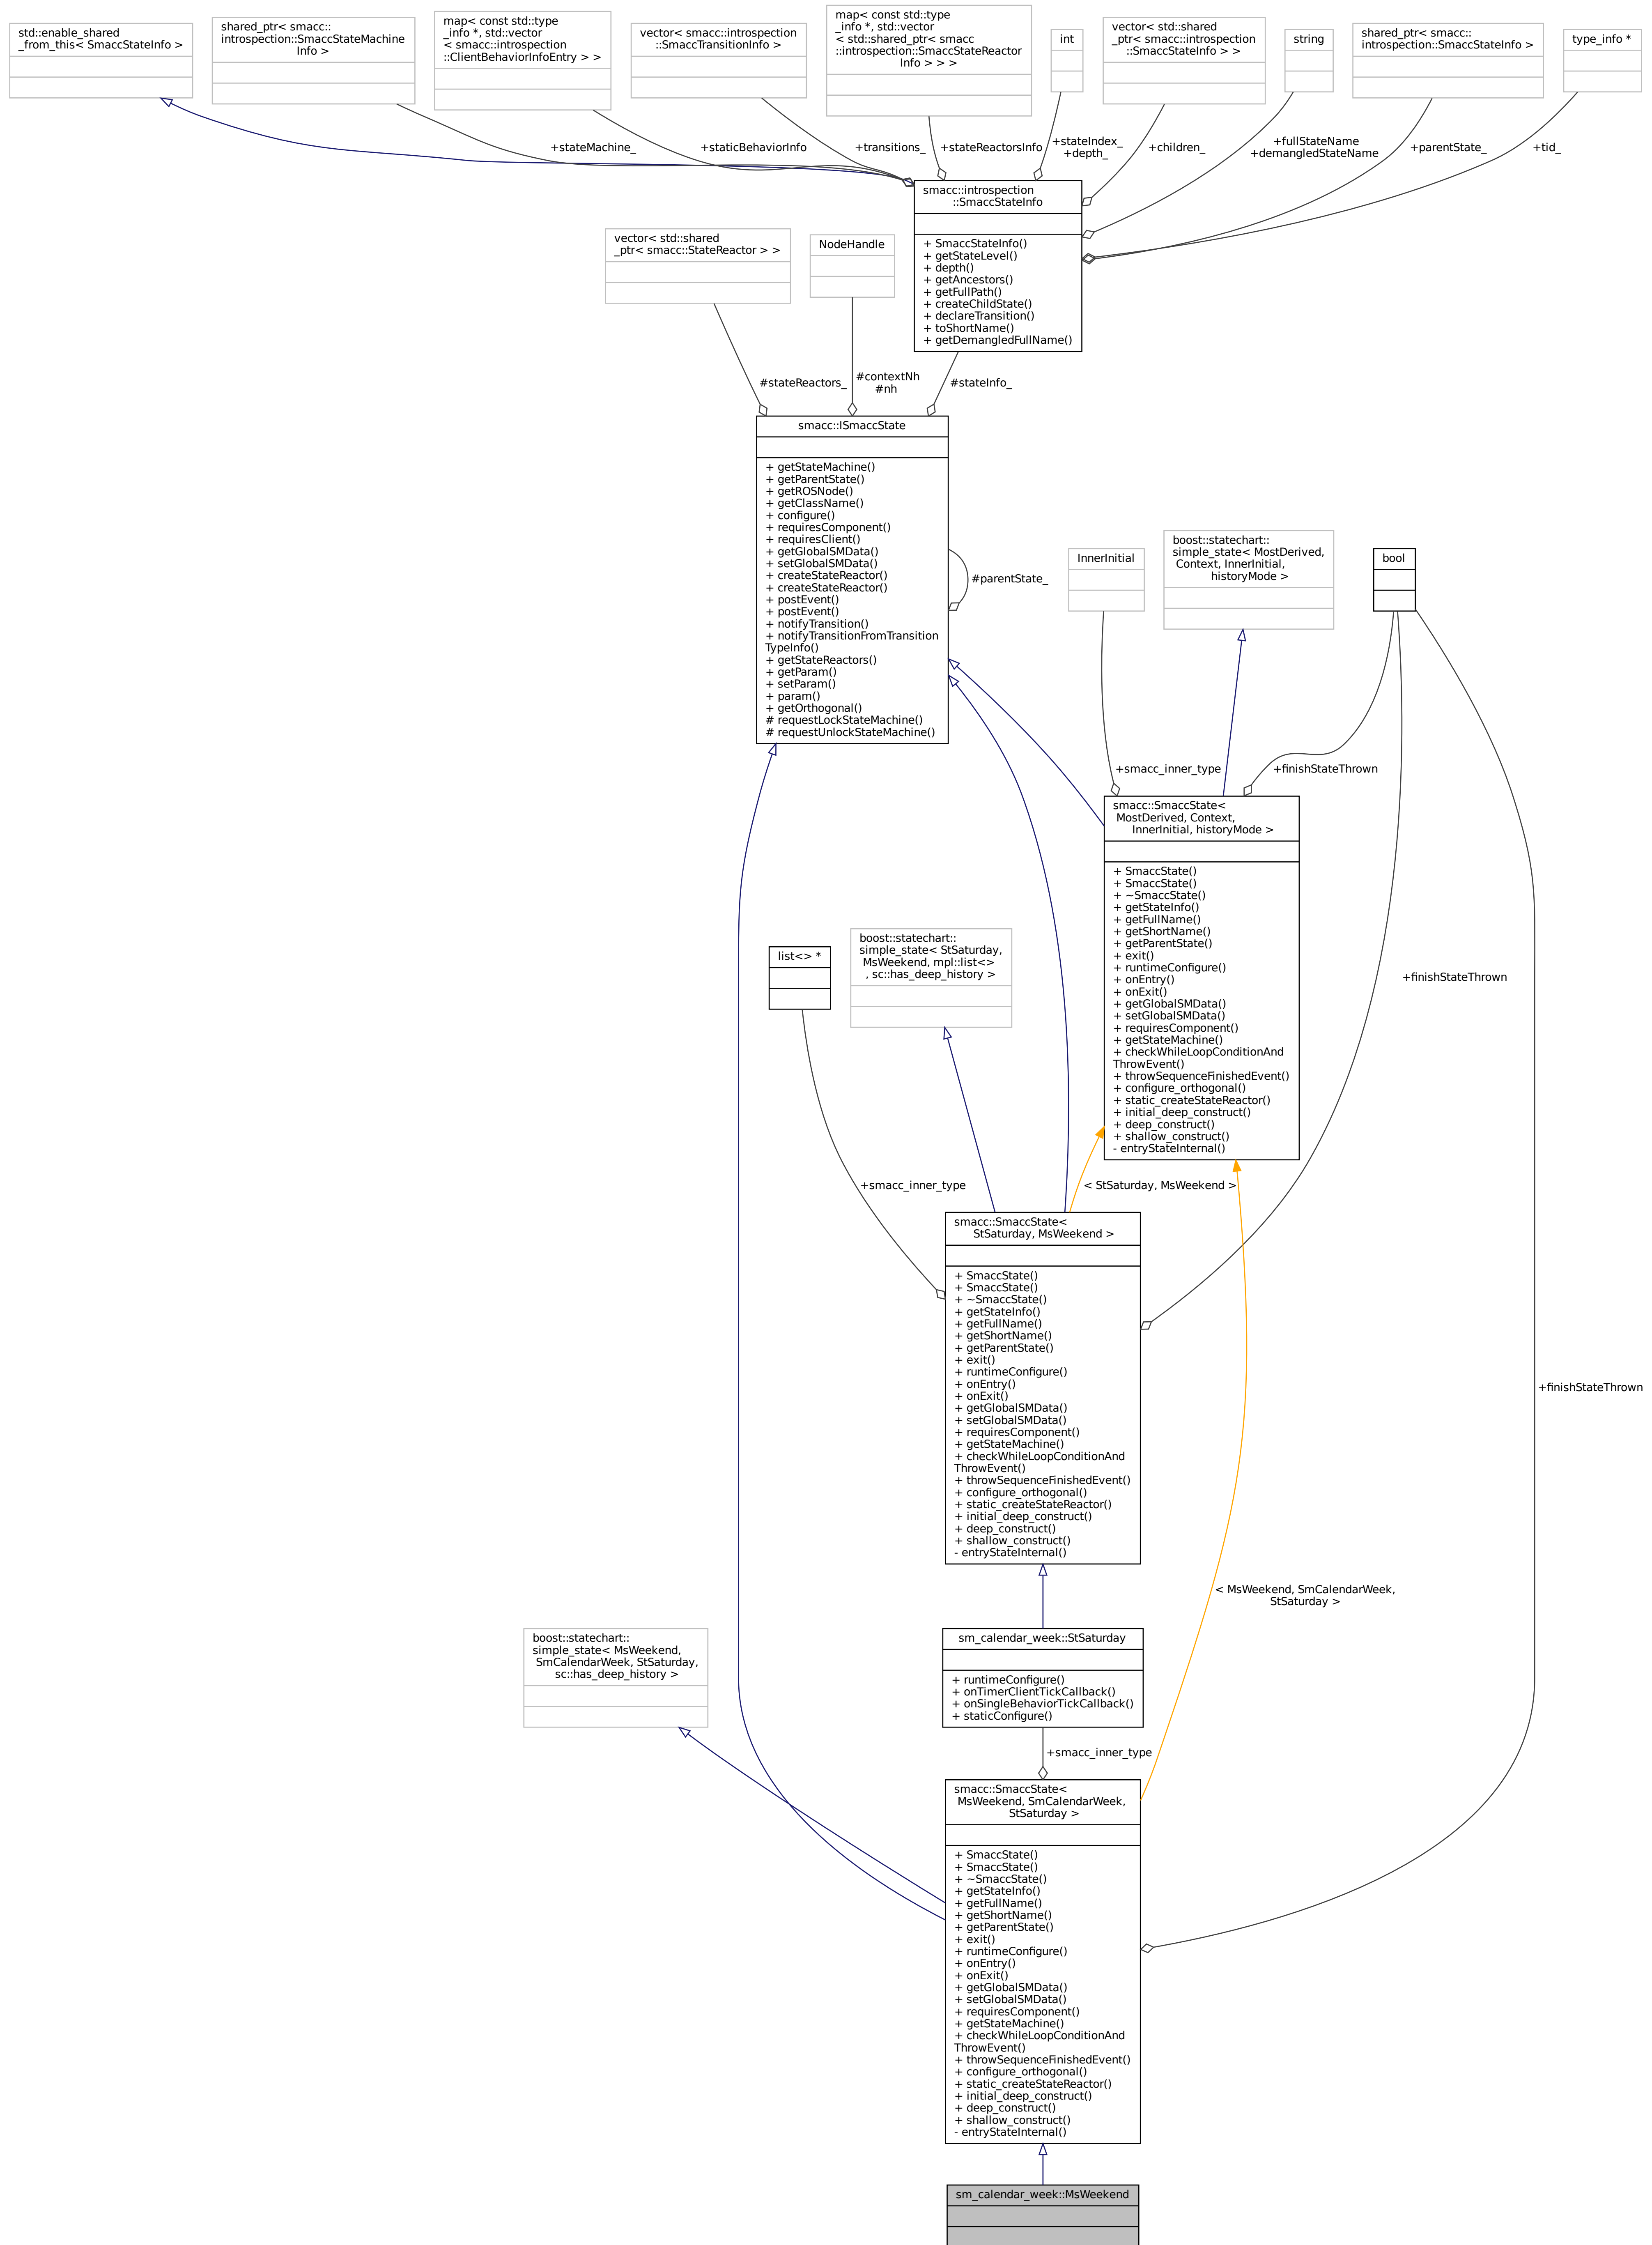 std::enable_shared
_from_this< SmaccStateInfo >
shared_ptr< smacc::
introspection::SmaccStateMachine
Info >
map< const std::type
_info *, std::vector
< smacc::introspection
::ClientBehaviorInfoEntry > >
vector< smacc::introspection
::SmaccTransitionInfo >
map< const std::type
_info *, std::vector
< std::shared_ptr< smacc
::introspection::SmaccStateReactor
Info > > >
int
vector< std::shared
_ptr< smacc::introspection
::SmaccStateInfo > >
string
shared_ptr< smacc::
introspection::SmaccStateInfo >
type_info *
+stateMachine_
+staticBehaviorInfo
+transitions_
+stateReactorsInfo
+stateIndex_
+depth_
+children_
+fullStateName
+demangledStateName
+parentState_
+tid_
smacc::introspection
::SmaccStateInfo
+ SmaccStateInfo()
+ getStateLevel()
+ depth()
+ getAncestors()
+ getFullPath()
+ createChildState()
+ declareTransition()
+ toShortName()
+ getDemangledFullName()
vector< std::shared
_ptr< smacc::StateReactor > >
NodeHandle
#stateReactors_
#contextNh
#nh
#stateInfo_
smacc::ISmaccState
+ getStateMachine()
+ getParentState()
+ getROSNode()
+ getClassName()
+ configure()
+ requiresComponent()
+ requiresClient()
+ getGlobalSMData()
+ setGlobalSMData()
+ createStateReactor()
+ createStateReactor()
+ postEvent()
+ postEvent()
+ notifyTransition()
+ notifyTransitionFromTransition
TypeInfo()
+ getStateReactors()
+ getParam()
+ setParam()
+ param()
+ getOrthogonal()
# requestLockStateMachine()
# requestUnlockStateMachine()
#parentState_
InnerInitial
boost::statechart::
simple_state< MostDerived,
Context, InnerInitial,
historyMode >
bool
+smacc_inner_type
+finishStateThrown
smacc::SmaccState<
MostDerived, Context,
InnerInitial, historyMode >
+ SmaccState()
+ SmaccState()
+ ~SmaccState()
+ getStateInfo()
+ getFullName()
+ getShortName()
+ getParentState()
+ exit()
+ runtimeConfigure()
+ onEntry()
+ onExit()
+ getGlobalSMData()
+ setGlobalSMData()
+ requiresComponent()
+ getStateMachine()
+ checkWhileLoopConditionAnd
ThrowEvent()
+ throwSequenceFinishedEvent()
+ configure_orthogonal()
+ static_createStateReactor()
+ initial_deep_construct()
+ deep_construct()
+ shallow_construct()
- entryStateInternal()
list<> *
boost::statechart::
simple_state< StSaturday,
MsWeekend, mpl::list<>
, sc::has_deep_history >
+finishStateThrown
+smacc_inner_type
< StSaturday, MsWeekend >
smacc::SmaccState<
StSaturday, MsWeekend >
+ SmaccState()
+ SmaccState()
+ ~SmaccState()
+ getStateInfo()
+ getFullName()
+ getShortName()
+ getParentState()
+ exit()
+ runtimeConfigure()
+ onEntry()
+ onExit()
+ getGlobalSMData()
+ setGlobalSMData()
+ requiresComponent()
+ getStateMachine()
+ checkWhileLoopConditionAnd
ThrowEvent()
+ throwSequenceFinishedEvent()
+ configure_orthogonal()
+ static_createStateReactor()
+ initial_deep_construct()
+ deep_construct()
+ shallow_construct()
- entryStateInternal()
+finishStateThrown
< MsWeekend, SmCalendarWeek,
StSaturday >
boost::statechart::
simple_state< MsWeekend,
SmCalendarWeek, StSaturday,
sc::has_deep_history >
sm_calendar_week::StSaturday
+ runtimeConfigure()
+ onTimerClientTickCallback()
+ onSingleBehaviorTickCallback()
+ staticConfigure()
+smacc_inner_type
smacc::SmaccState<
MsWeekend, SmCalendarWeek,
StSaturday >
+ SmaccState()
+ SmaccState()
+ ~SmaccState()
+ getStateInfo()
+ getFullName()
+ getShortName()
+ getParentState()
+ exit()
+ runtimeConfigure()
+ onEntry()
+ onExit()
+ getGlobalSMData()
+ setGlobalSMData()
+ requiresComponent()
+ getStateMachine()
+ checkWhileLoopConditionAnd
ThrowEvent()
+ throwSequenceFinishedEvent()
+ configure_orthogonal()
+ static_createStateReactor()
+ initial_deep_construct()
+ deep_construct()
+ shallow_construct()
- entryStateInternal()
sm_calendar_week::MsWeekend